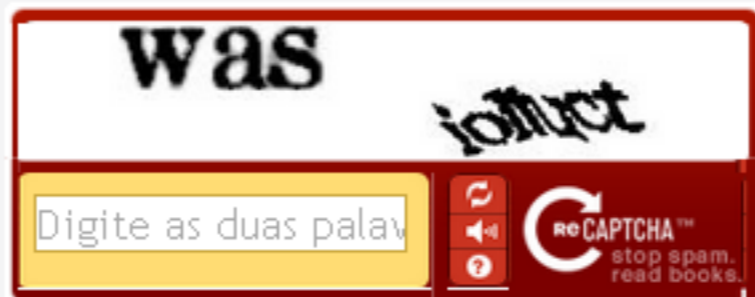 was
Digite as duas palav
reCAPTCHA™
stop spam.
read books.